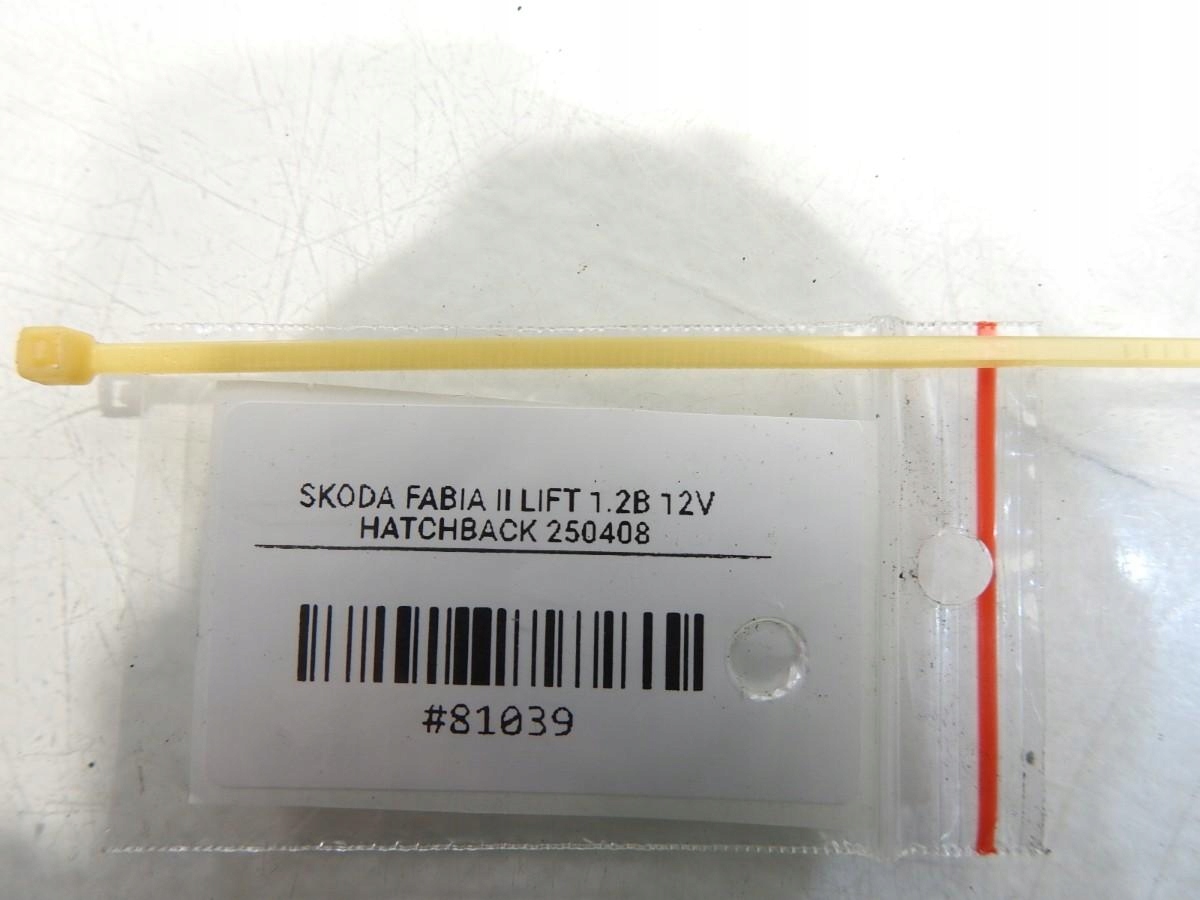 SKODA FABIA II LIFT 1.2B 12V
HATCHBACK 250408
#81039